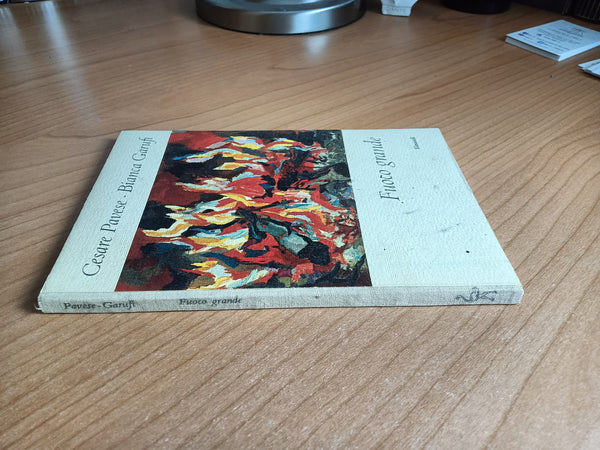 Cesare Pavese - Bianca Garufi
Fuoco grande
Einaudi
Pavese - Garufi Fuoco grande